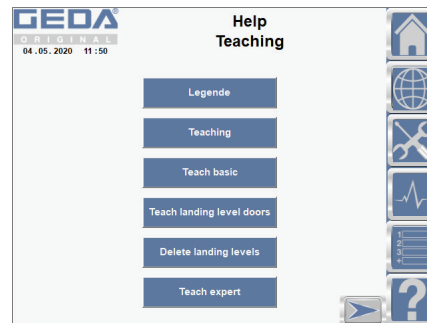 GEDA®
ORIGINAL
04.05.2020 11:50
Help
Teaching
Legende
Teaching
Teach basic
Teach landing level doors
Delete landing levels
Teach expert
1
2
3
+
?